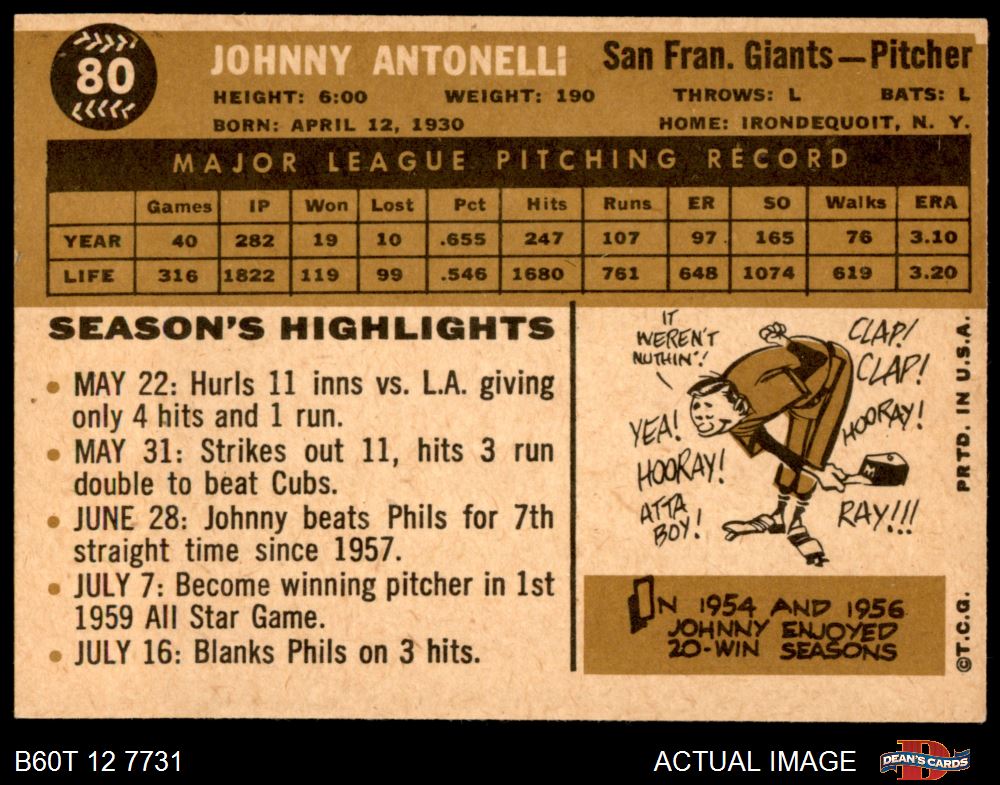 80
JOHNNY ANTONELLI San Fran. Giants—Pitcher
HEIGHT: 6:00 WEIGHT: 190 THROWS: L BATS: L
BORN: APRIL 12, 1930 HOME: IRONDEQUOIT, N. Y.
MAJOR LEAGUE PITCHING RECORD
Games IP Won Lost Pct Hits Runs ER SO Walks ERA
YEAR 40 282 19 10 .655 247 107 97 165 76 3.10
LIFE 316 1822 119 99 .546 1680 761 648 1074 619 3.20
SEASON'S HIGHLIGHTS
• MAY 22: Hurls 11 inns vs. L.A. giving
only 4 hits and 1 run.
• MAY 31: Strikes out 11, hits 3 run
double to beat Cubs.
• JUNE 28: Johnny beats Phils for 7th
straight time since 1957.
• JULY 7: Become winning pitcher in 1st
1959 All Star Game.
• JULY 16: Blanks Phils on 3 hits.
IT
WEREN'T
NUTHIN'!
YEA!
HOORAY!
ATTA
BOY!
CLAP!
CLAP!
HOORAY!
RAY!!!
IN 1954 AND 1956
JOHNNY ENJOYED
20-WIN SEASONS
PRTD. IN U.S.A.
©T.C.G.
B60T 12 7731
ACTUAL IMAGE
D
DEAN'S CARDS